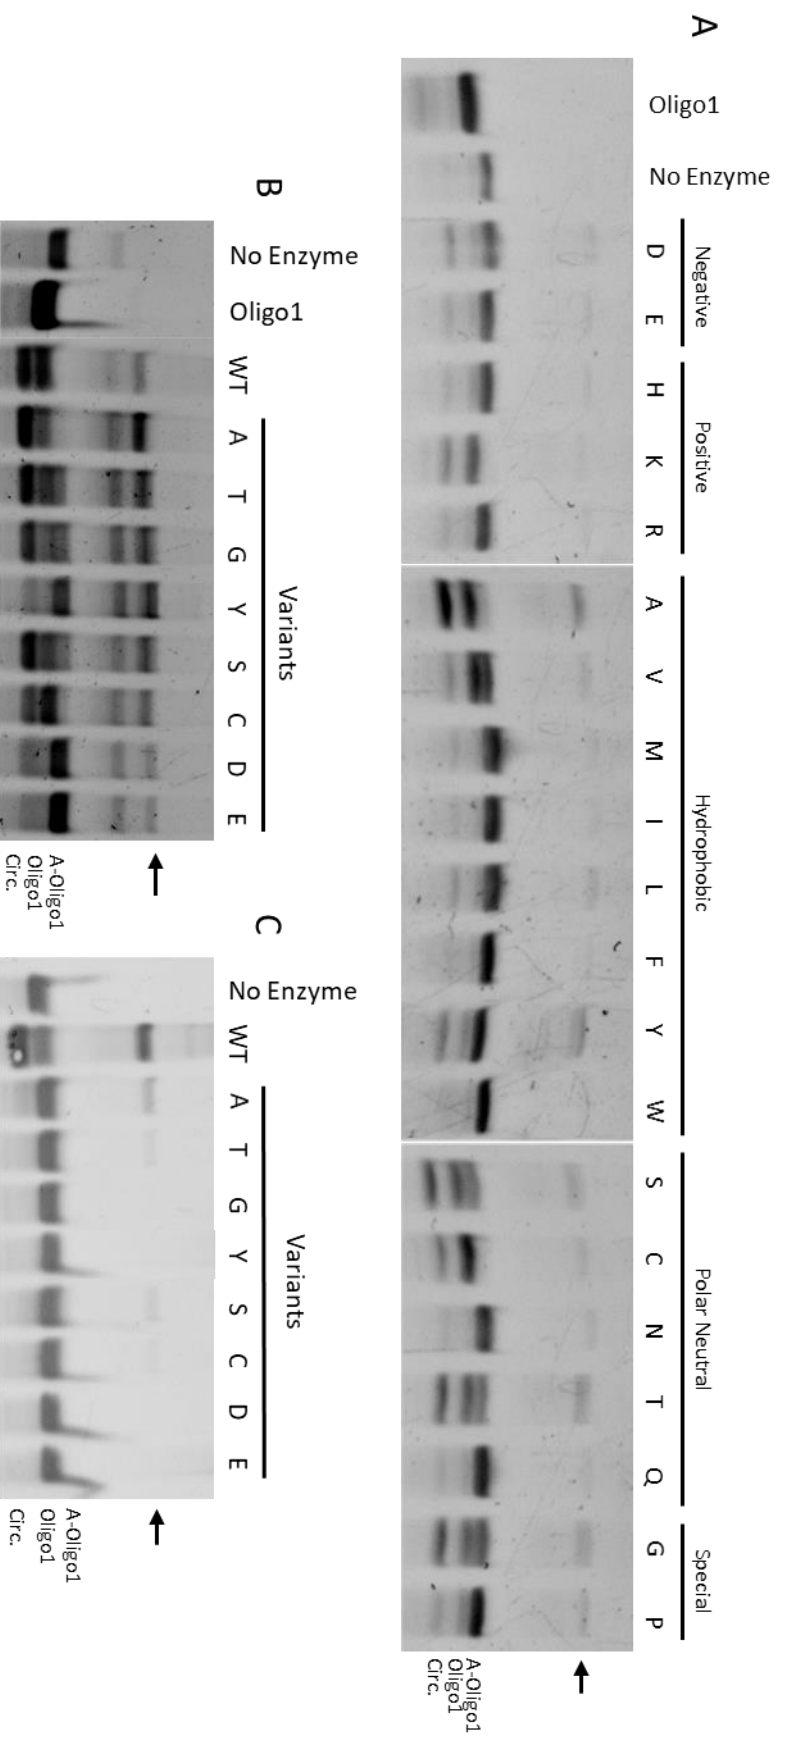 A
Negative
Positive
Hydrophobic
Polar Neutral
Special
Oligo1
No Enzyme
D
E
H
K
R
A
V
M
I
L
F
Y
W
S
C
N
T
Q
G
P
A-Oligo1
Oligo1
Circ.
B
Variants
No Enzyme
Oligo1
WT
A
T
G
Y
S
C
D
E
A-Oligo1
Oligo1
Circ.
C
Variants
No Enzyme
WT
A
T
G
Y
S
C
D
E
A-Oligo1
Oligo1
Circ.